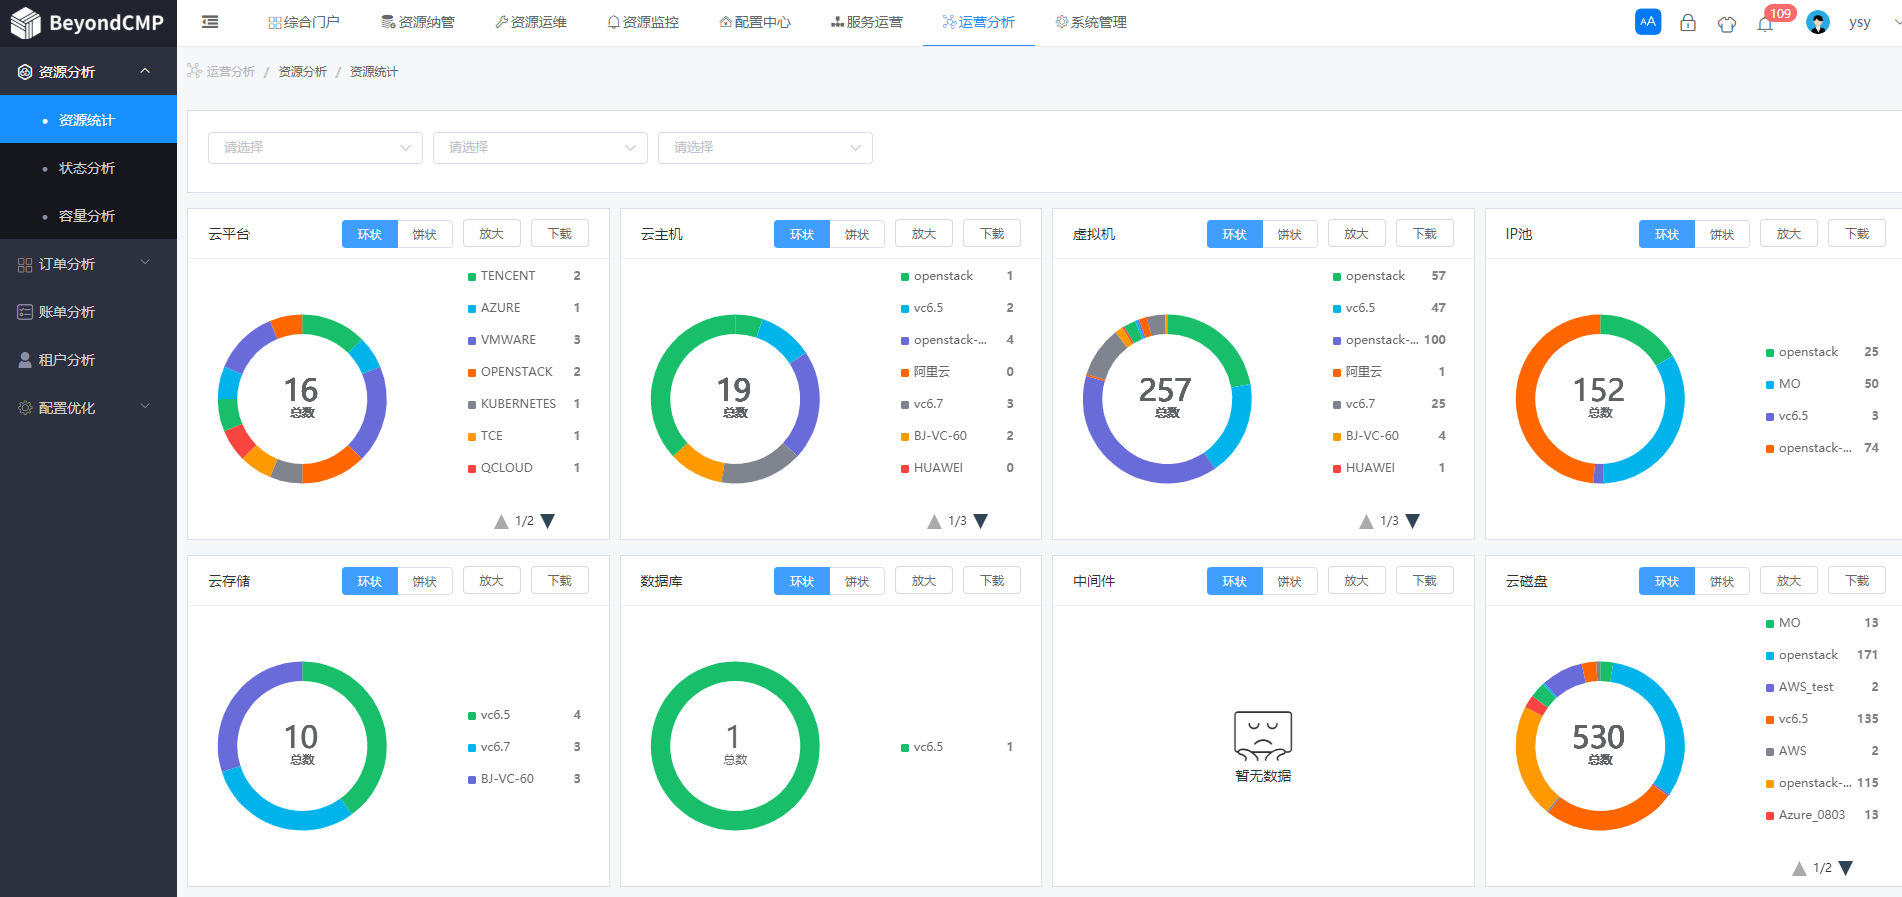 BeyondCMP
综合门户
资源纳管
资源运维
资源监控
配置中心
服务运营
运营分析
系统管理
AA
109
ysy
资源分析
资源统计
状态分析
容量分析
订单分析
账单分析
租户分析
配置优化
运营分析 / 资源分析 / 资源统计
请选择
请选择
请选择
云平台
环状
饼状
放大
下载
16
总数
TENCENT 2
AZURE 1
VMWARE 3
OPENSTACK 2
KUBERNETES 1
TCE 1
QCLOUD 1
1/2
云主机
环状
饼状
放大
下载
19
总数
openstack 1
vc6.5 2
openstack-... 4
阿里云 0
vc6.7 3
BJ-VC-60 2
HUAWEI 0
1/3
虚拟机
环状
饼状
放大
下载
257
总数
openstack 57
vc6.5 47
openstack-... 100
阿里云 1
vc6.7 25
BJ-VC-60 4
HUAWEI 1
1/3
IP池
环状
饼状
放大
下载
152
总数
openstack 25
MO 50
vc6.5 3
openstack-... 74
云存储
环状
饼状
放大
下载
10
总数
vc6.5 4
vc6.7 3
BJ-VC-60 3
数据库
环状
饼状
放大
下载
1
总数
vc6.5 1
中间件
环状
饼状
放大
下载
暂无数据
云磁盘
环状
饼状
放大
下载
530
总数
MO 13
openstack 171
AWS_test 2
vc6.5 135
AWS 2
openstack-... 115
Azure_0803 13
1/2